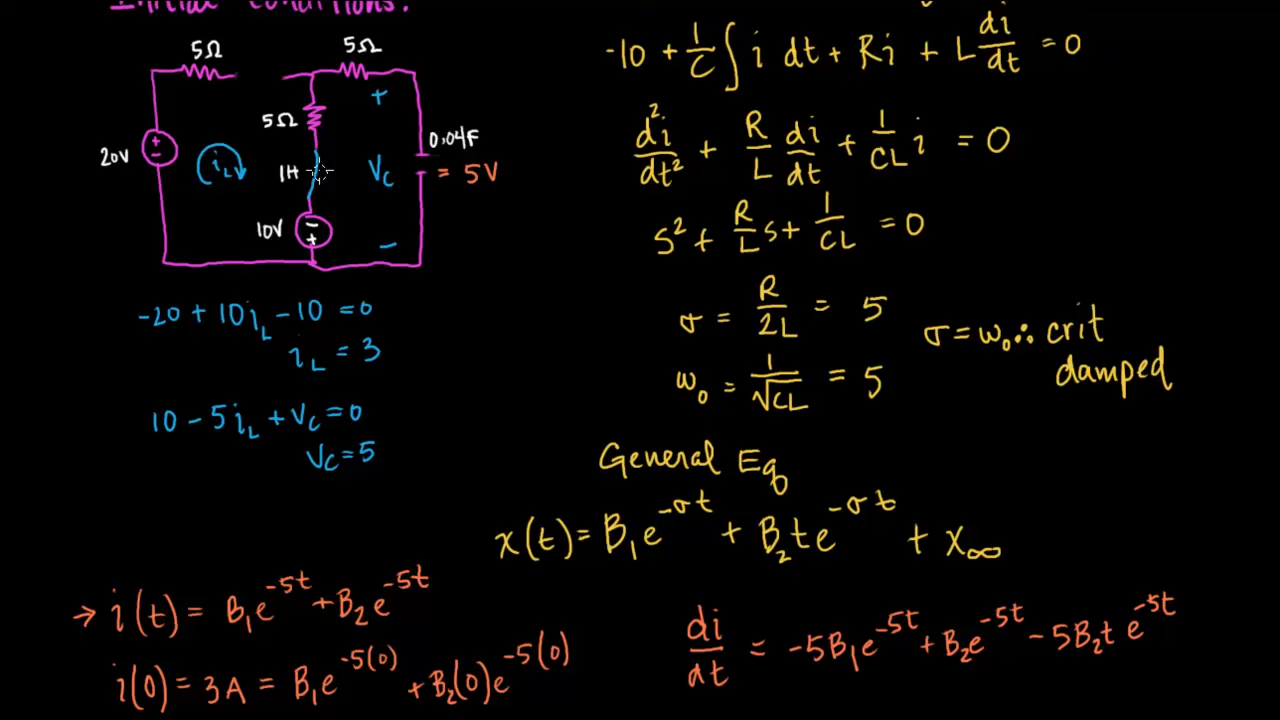 Initial Conditions:
5Ω 5Ω
5Ω
20V + - i_L 1H + V_C - 0.04F = 5V
10V - +
-20 + 10i_L - 10 = 0
i_L = 3
10 - 5i_L + V_C = 0
V_C = 5
→ i(t) = B₁e^{-5t} + B₂e^{-5t}
i(0) = 3A = B₁e^{-5(0)} + B₂(0)e^{-5(0)}
-10 + 1/C ∫ i dt + Ri + L di/dt = 0
d²i/dt² + R/L di/dt + 1/CL i = 0
s² + R/L s + 1/CL = 0
σ = R/2L = 5
ω₀ = 1/√CL = 5
σ = ω₀ ∴ crit
damped
General Eq
x(t) = B₁e^{-σt} + B₂te^{-σt} + x_∞
di/dt = -5B₁e^{-5t} + B₂e^{-5t} - 5B₂t e^{-5t}